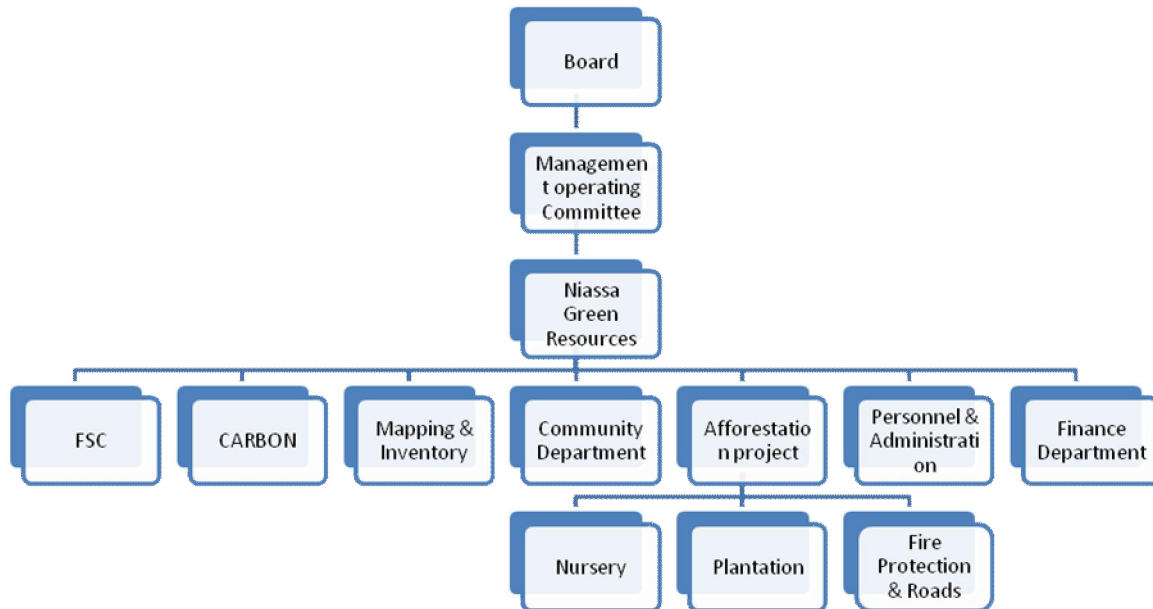 Board
Managemen
t operating
Committee
Niassa
Green
Resources
FSC
CARBON
Mapping &
Inventory
Community
Department
Afforestatio
n project
Personnel &
Administrati
on
Finance
Department
Nursery
Plantation
Fire
Protection
& Roads